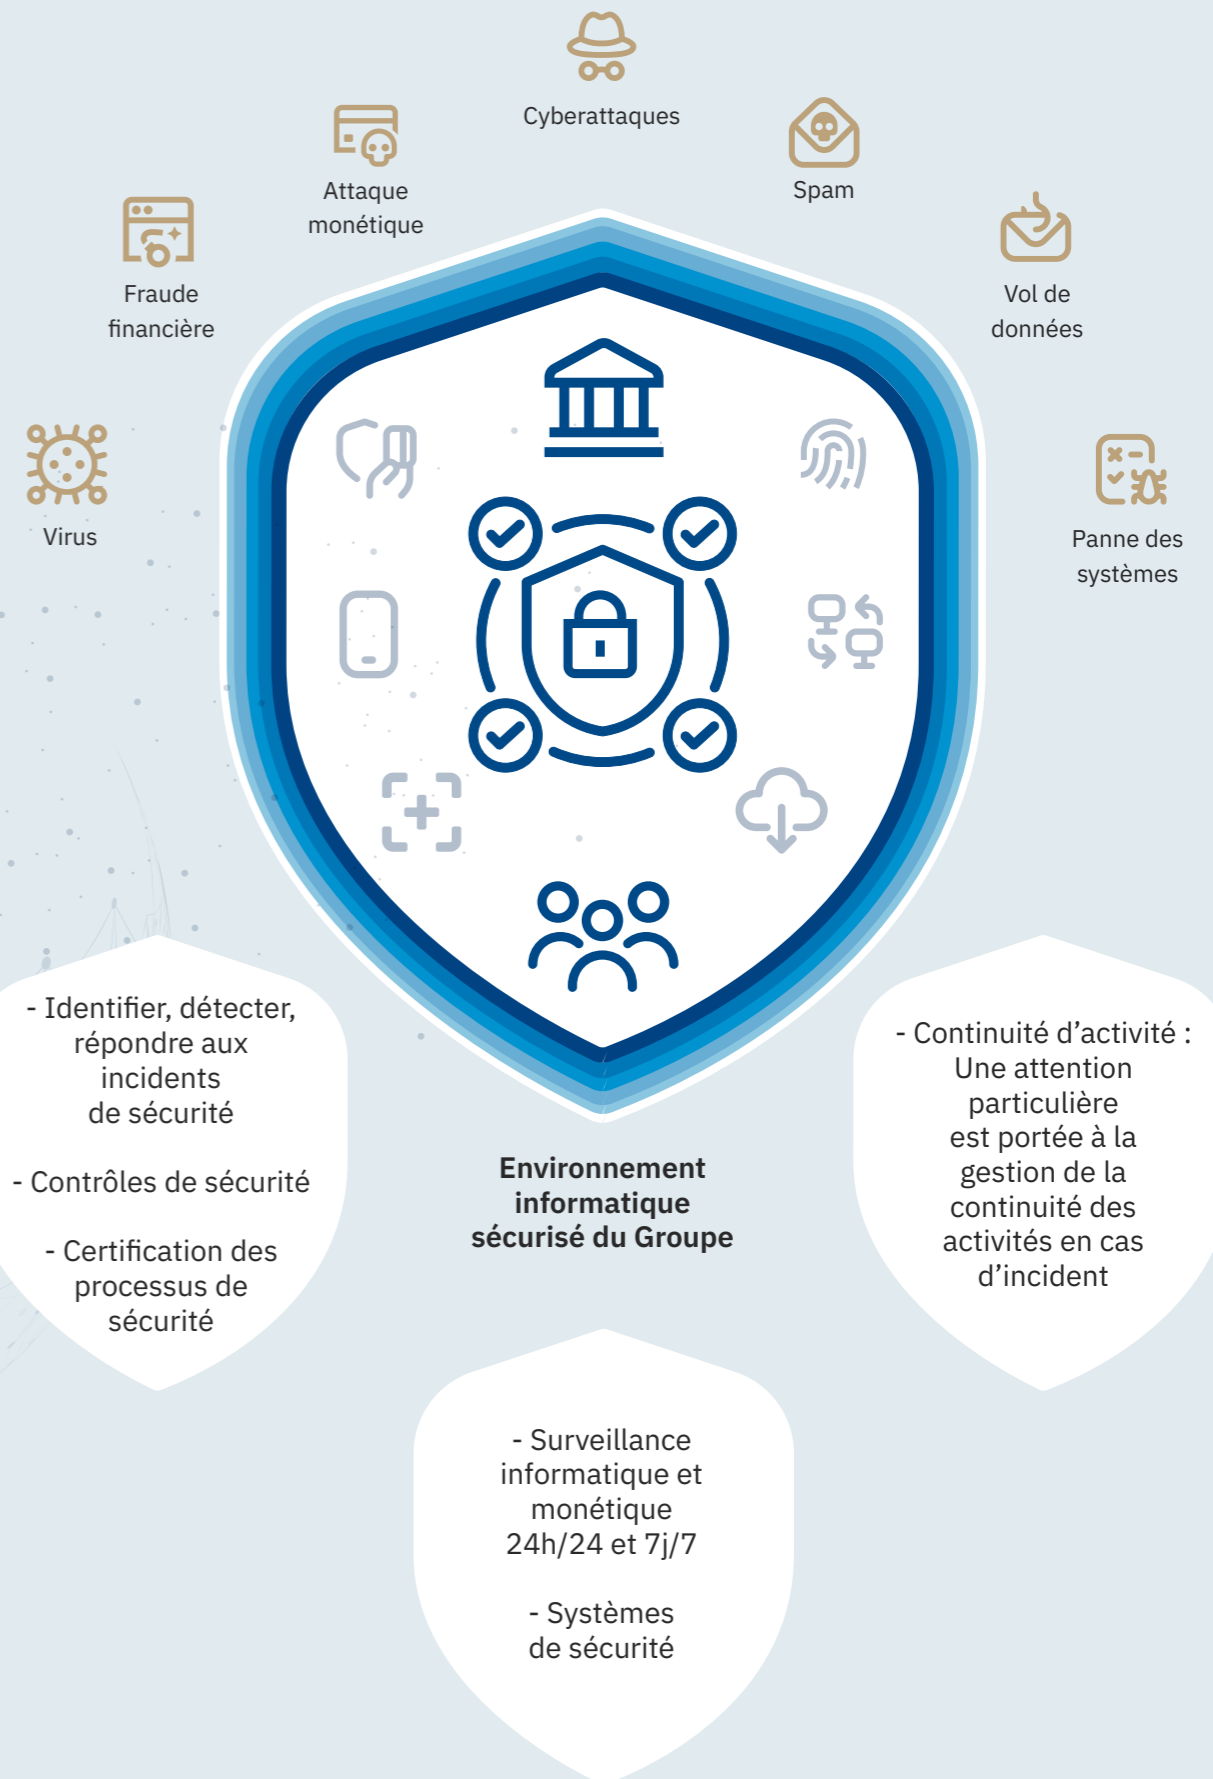 Cyberattaques
Attaque
monétique
Spam
Fraude
financière
Vol de
données
Virus
Panne des
systèmes
- Identifier, détecter,
répondre aux
incidents
de sécurité
- Contrôles de sécurité
- Certification des
processus de
sécurité
Environnement
informatique
sécurisé du Groupe
- Continuité d’activité :
Une attention
particulière
est portée à la
gestion de la
continuité des
activités en cas
d’incident
- Surveillance
informatique et
monétique
24h/24 et 7j/7
- Systèmes
de sécurité